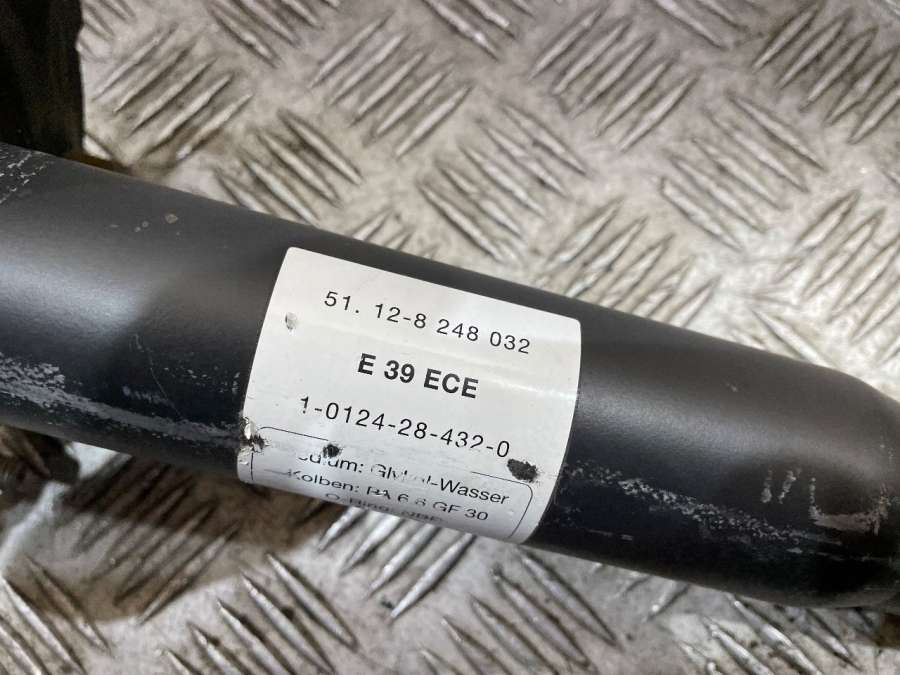 51. 12-8 248 032
E 39 ECE
1-0124-28-432-0
Glykol-Wasser
Kolben: PA 6.6 GF 30
O-Ring: